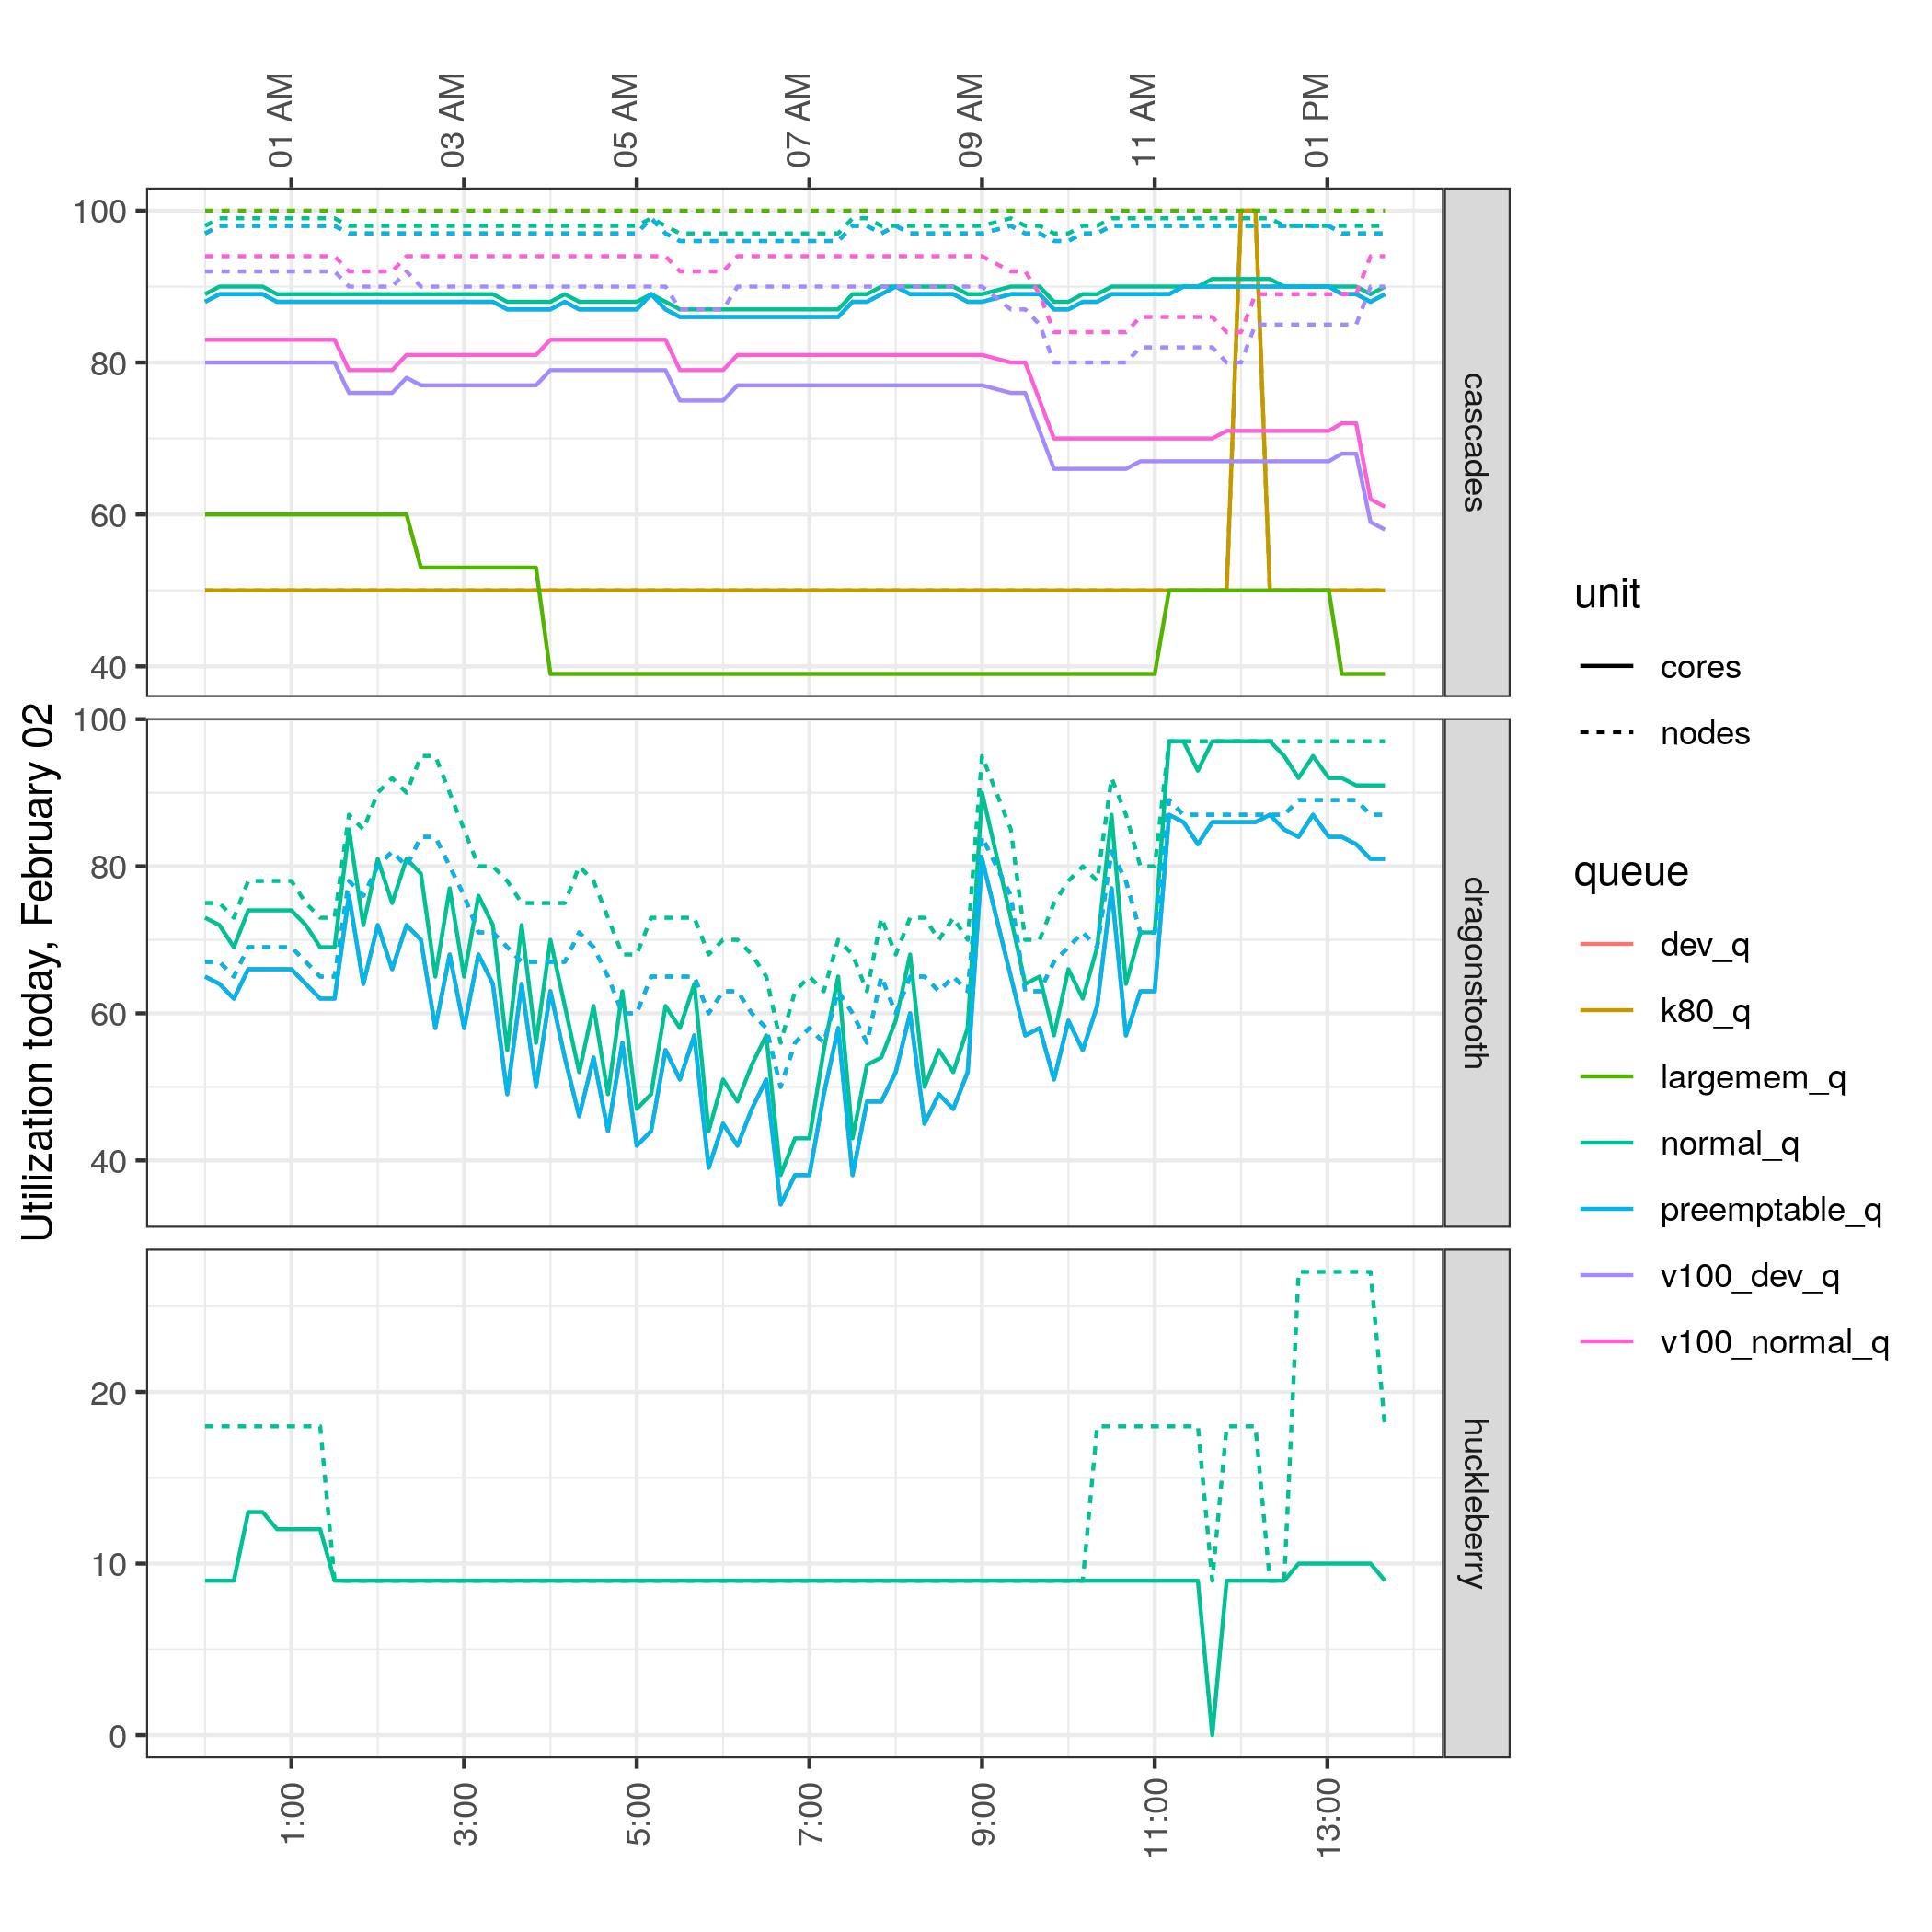 01 AM
03 AM
05 AM
07 AM
09 AM
11 AM
01 PM
100
80
60
40
cascades
100
80
60
40
dragonstooth
20
10
0
huckleberry
1:00
3:00
5:00
7:00
9:00
11:00
13:00
Utilization today, February 02
unit
cores
nodes
queue
dev_q
k80_q
largemem_q
normal_q
preemptable_q
v100_dev_q
v100_normal_q